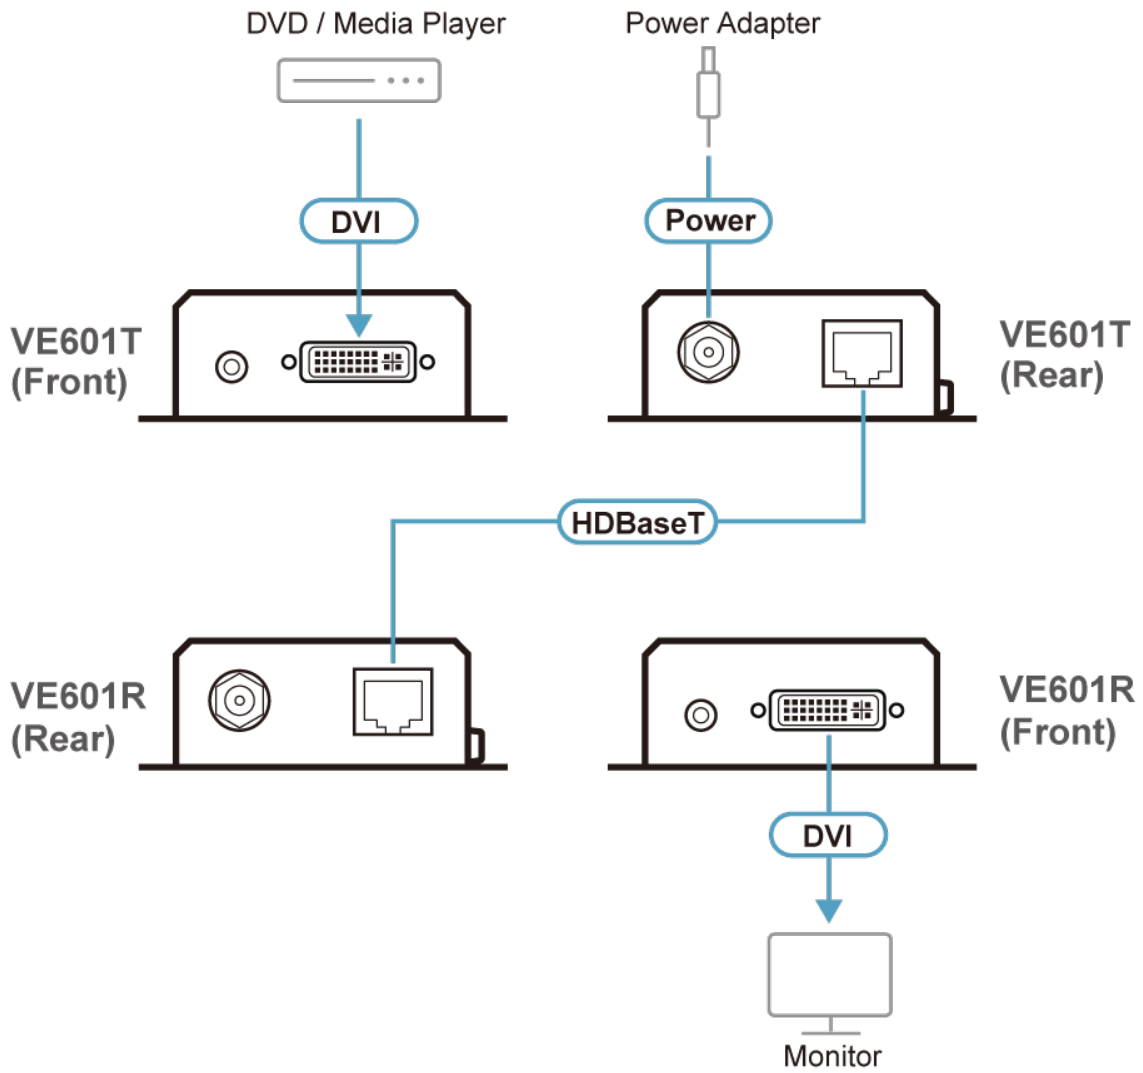 DVD / Media Player
Power Adapter
DVI
Power
VE601T
(Front)
VE601T
(Rear)
HDBaseT
VE601R
(Rear)
VE601R
(Front)
DVI
Monitor